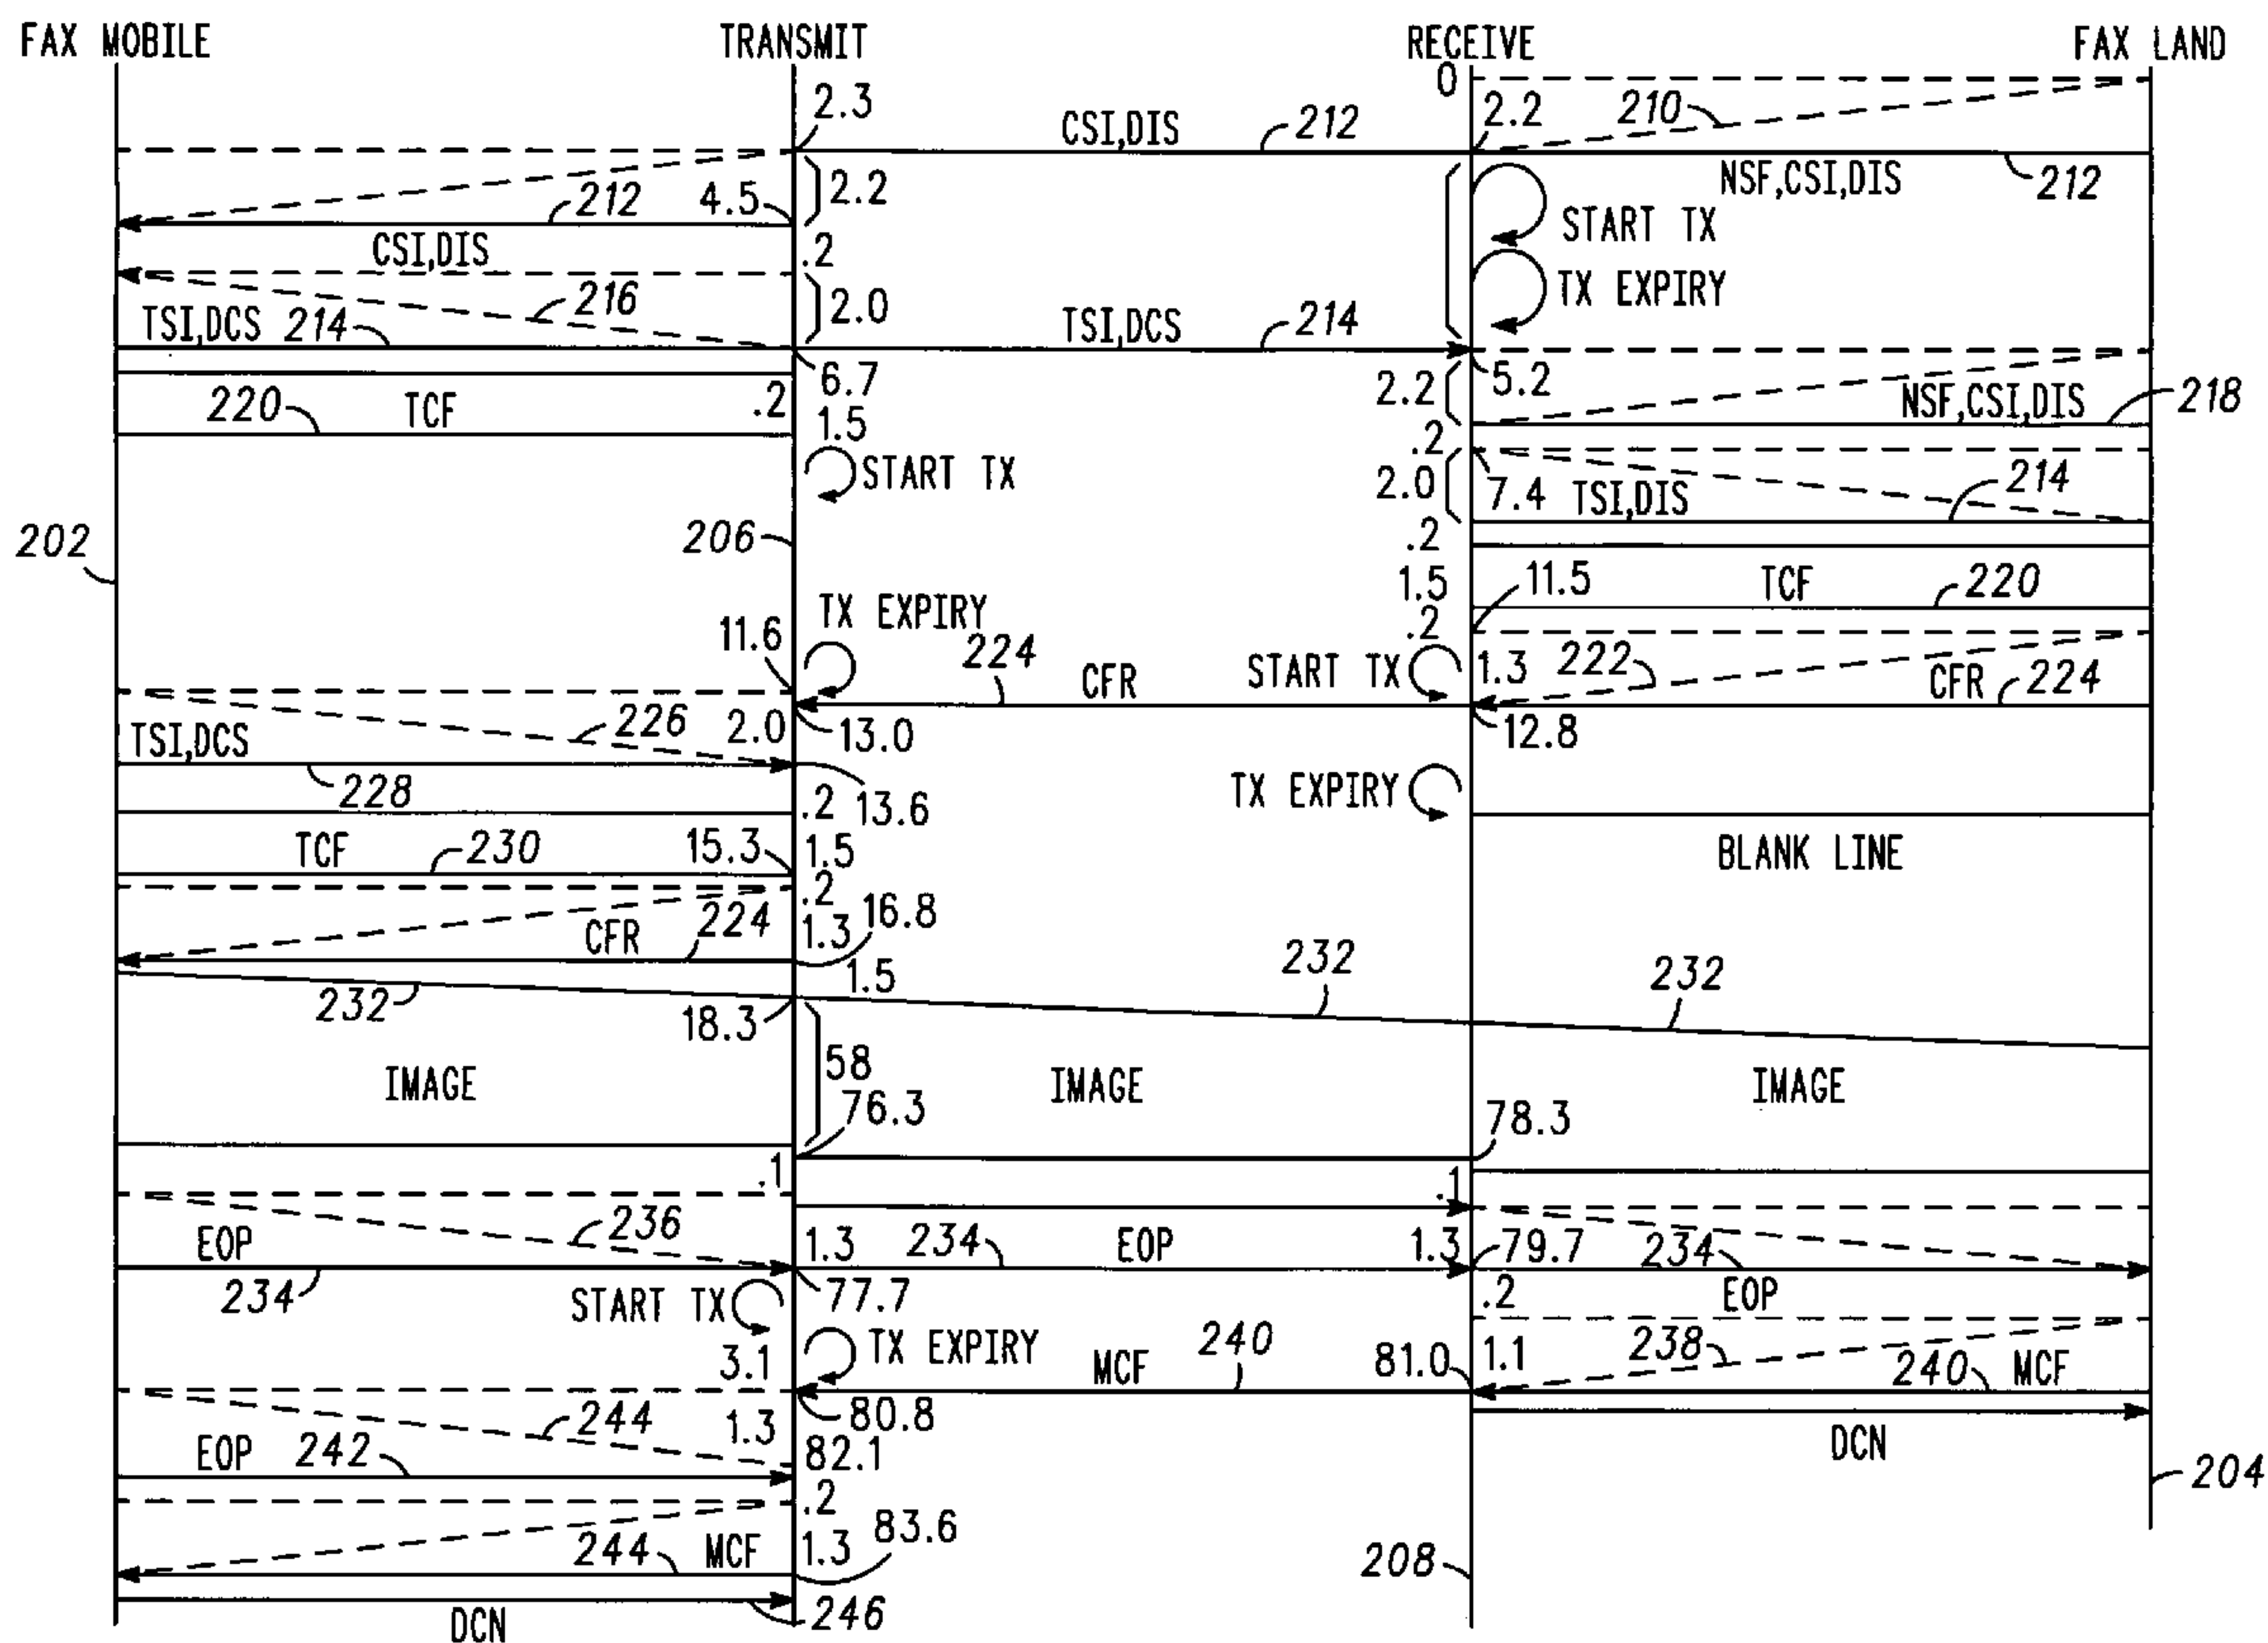 FAX MOBILE TRANSMIT RECEIVE FAX LAND
0
2.3 2.2 210
CSI,DIS 212
NSF,CSI,DIS 212
212 4.5 2.2
START TX
CSI,DIS .2
216 2.0 TX EXPIRY
TSI,DCS 214 TSI,DCS 214
6.7 2.2 5.2
220 TCF .2 NSF,CSI,DIS 218
1.5 .2
START TX 2.0 7.4 TSI,DIS 214
202 206 .2
1.5 11.5 TCF 220
TX EXPIRY .2
11.6 224 CFR START TX 1.3 222 CFR 224
TSI,DCS 226 2.0 13.0 12.8
228 .2 13.6 TX EXPIRY
TCF 230 15.3 1.5 BLANK LINE
.2
CFR 224 1.3 16.8
232 1.5 232 232
18.3
IMAGE 58 IMAGE IMAGE
76.3 78.3
.1 .1
EOP 236 1.3 234 EOP 1.3 79.7 234
234 77.7 .2 EOP
START TX
3.1 TX EXPIRY MCF 240 81.0 1.1 238 240 MCF
244 1.3 80.8
EOP 242 82.1 DCN
.2 204
244 MCF 1.3 83.6 208
DCN 246